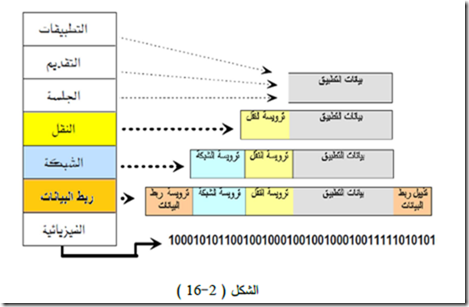 التطبيقات
التقديم
الجلسة
بيانات التطبيق
النقل
ترويسة النقل
بيانات التطبيق
الشبكة
ترويسة الشبكة
ترويسة النقل
بيانات التطبيق
ربط البيانات
ترويسة ربط البيانات
ترويسة الشبكة
ترويسة النقل
بيانات التطبيق
تذييل ربط البيانات
الفيزيائية
الشكل ( 2-16 )